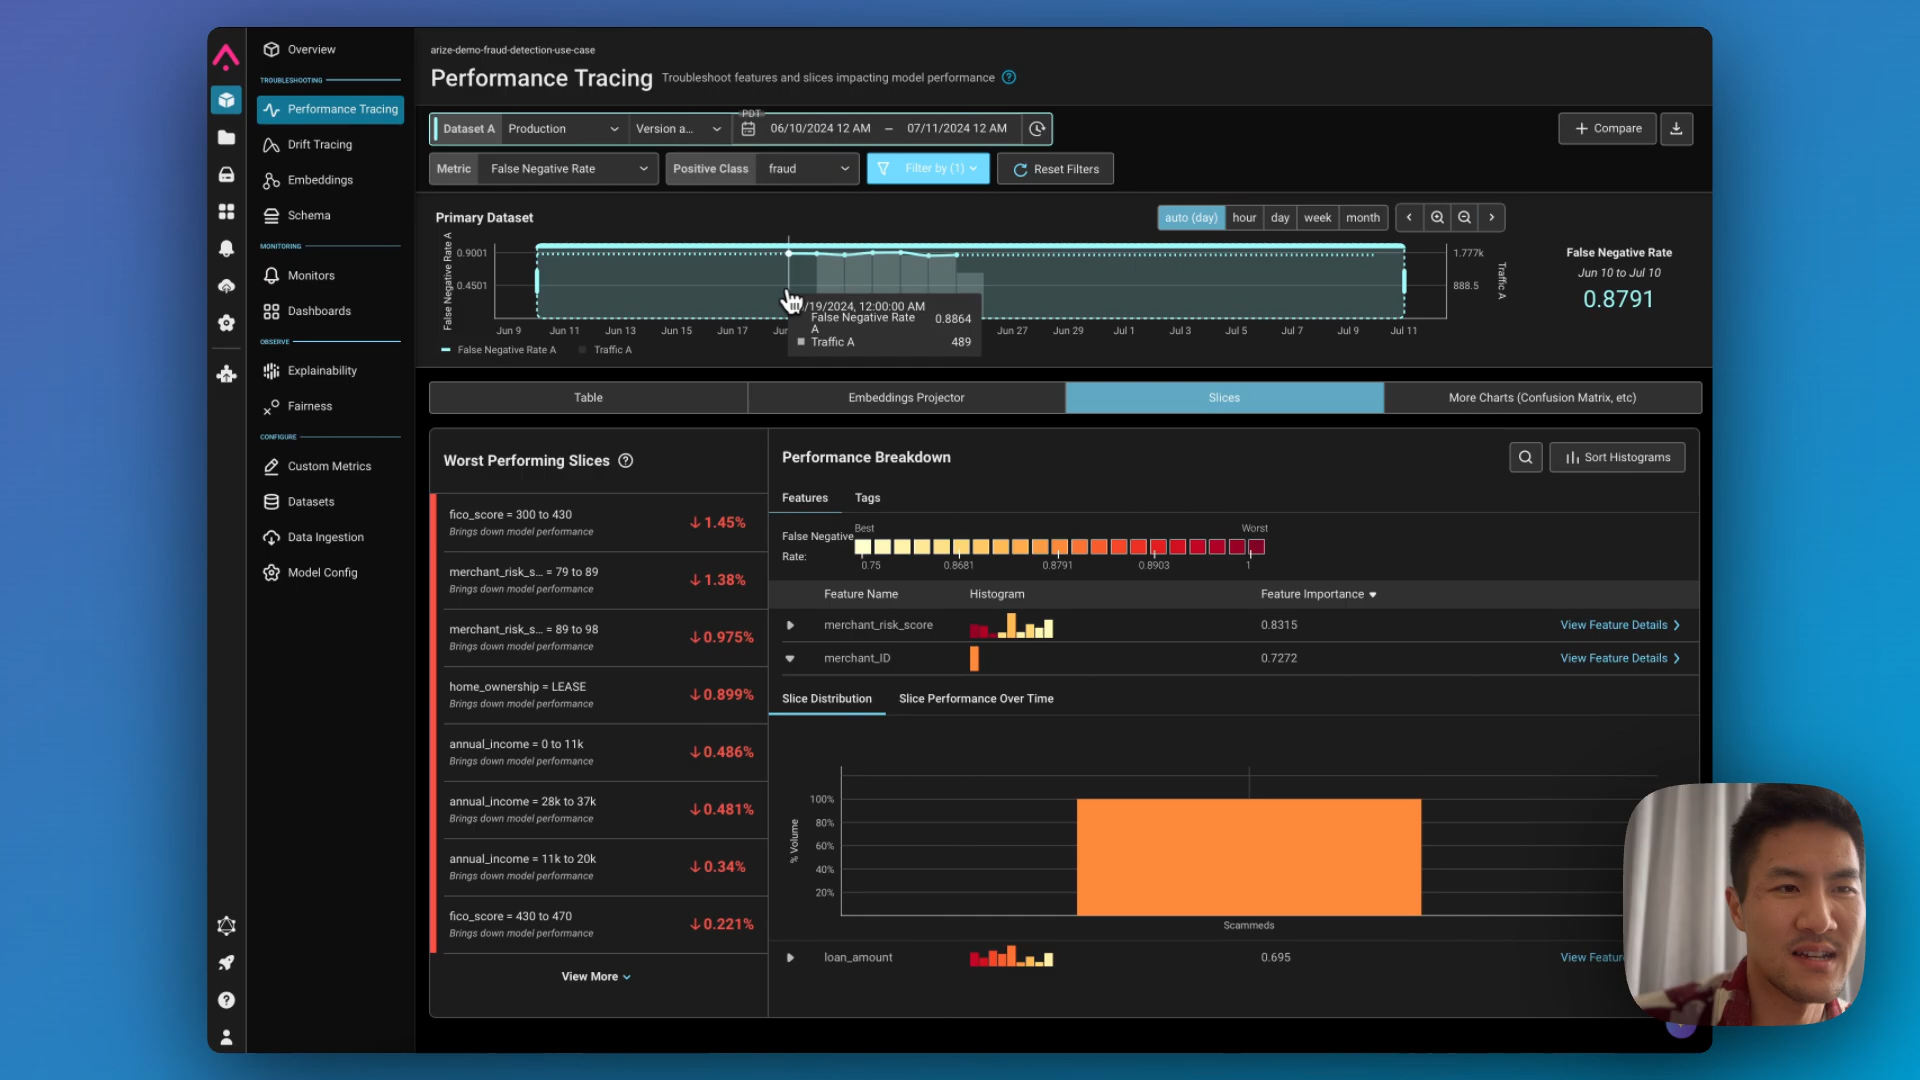 Overview
TROUBLESHOOTING
Performance Tracing
Drift Tracing
Embeddings
Schema
MONITORING
Monitors
Dashboards
OBSERVE
Explainability
Fairness
CONFIGURE
Custom Metrics
Datasets
Data Ingestion
Model Config
arize-demo-fraud-detection-use-case
Performance Tracing Troubleshoot features and slices impacting model performance
Dataset A Production Version a... PDT 06/10/2024 12 AM – 07/11/2024 12 AM
+ Compare
Metric False Negative Rate Positive Class fraud Filter by (1) Reset Filters
Primary Dataset
auto (day) hour day week month
False Negative Rate A
0.9001
0.4501
1.777k
888.5
Traffic A
Jun 9 Jun 11 Jun 13 Jun 15 Jun 17 Jun 27 Jun 29 Jul 1 Jul 3 Jul 5 Jul 7 Jul 9 Jul 11
/19/2024, 12:00:00 AM
False Negative Rate A 0.8864
Traffic A 489
False Negative Rate A Traffic A
False Negative Rate
Jun 10 to Jul 10
0.8791
Table Embeddings Projector Slices More Charts (Confusion Matrix, etc)
Worst Performing Slices
fico_score = 300 to 430
Brings down model performance
1.45%
merchant_risk_s... = 79 to 89
Brings down model performance
1.38%
merchant_risk_s... = 89 to 98
Brings down model performance
0.975%
home_ownership = LEASE
Brings down model performance
0.899%
annual_income = 0 to 11k
Brings down model performance
0.486%
annual_income = 28k to 37k
Brings down model performance
0.481%
annual_income = 11k to 20k
Brings down model performance
0.34%
fico_score = 430 to 470
Brings down model performance
0.221%
View More
Performance Breakdown
Sort Histograms
Features Tags
False Negative Rate:
Best Worst
0.75 0.8681 0.8791 0.8903 1
Feature Name Histogram Feature Importance
merchant_risk_score 0.8315 View Feature Details
merchant_ID 0.7272 View Feature Details
Slice Distribution Slice Performance Over Time
% Volume
100%
80%
60%
40%
20%
Scammeds
loan_amount 0.695 View Featur